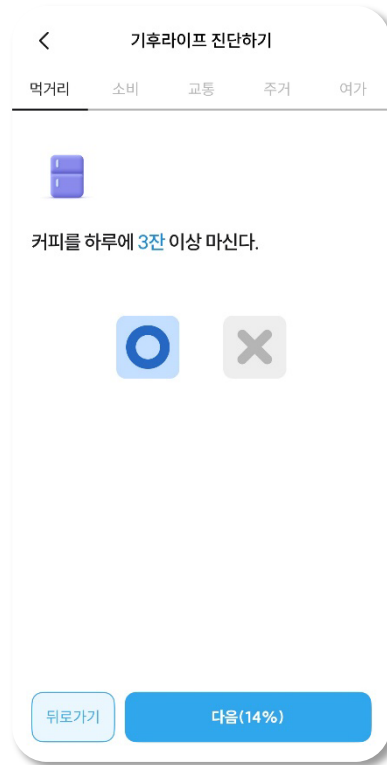 기후라이프 진단하기
먹거리 소비 교통 주거 여가
커피를 하루에 3잔 이상 마신다.
뒤로가기 다음(14%)